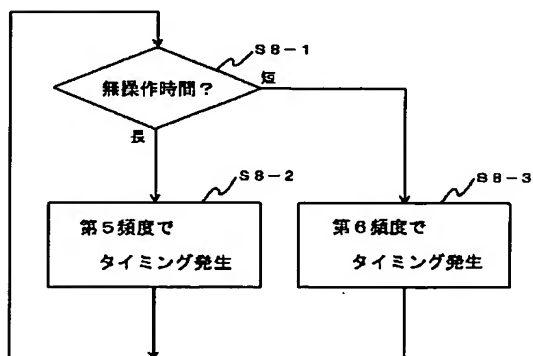 S8-1
無操作時間?
短
長
S8-2
S8-3
第5頻度で
タイミング発生
第6頻度で
タイミング発生